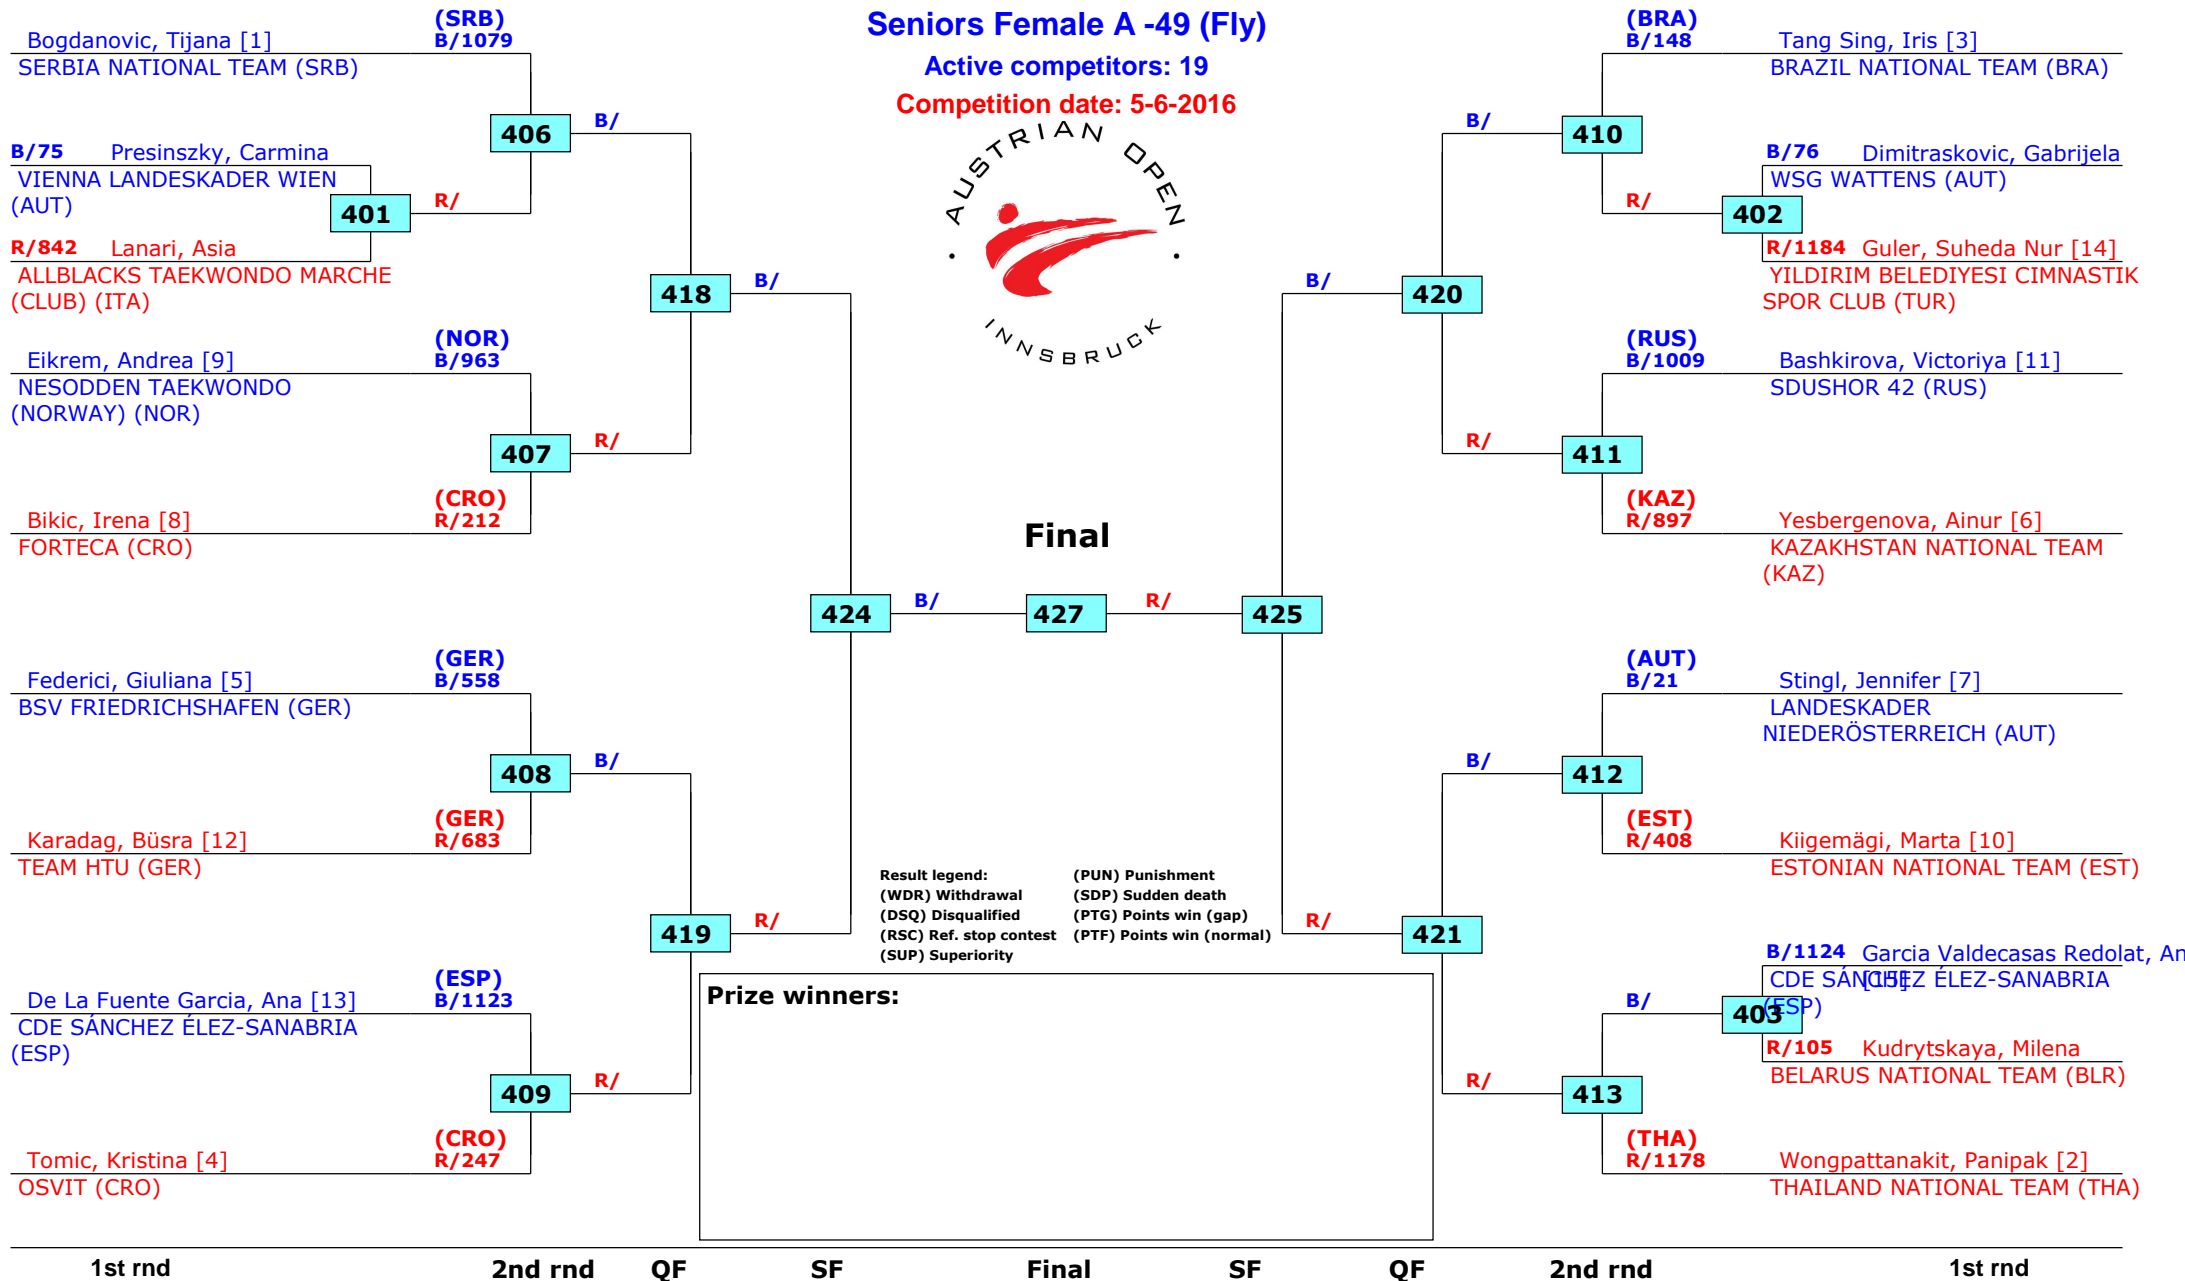 Seniors Female A -49 (Fly)
Active competitors: 19
Competition date: 5-6-2016
AUSTRIAN OPEN
INNSBRUCK
(SRB)
Bogdanovic, Tijana [1] B/1079
SERBIA NATIONAL TEAM (SRB)
406 B/
B/75 Presinszky, Carmina
VIENNA LANDESKADER WIEN
(AUT)
401 R/
R/842 Lanari, Asia
ALLBLACKS TAEKWONDO MARCHE
(CLUB) (ITA)
418 B/
(NOR)
Eikrem, Andrea [9] B/963
NESODDEN TAEKWONDO
(NORWAY) (NOR)
407 R/
(CRO)
Bikic, Irena [8] R/212
FORTECA (CRO)
424 B/
(GER)
Federici, Giuliana [5] B/558
BSV FRIEDRICHSHAFEN (GER)
408 B/
(GER)
Karadag, Büsra [12] R/683
TEAM HTU (GER)
419 R/
(ESP)
De La Fuente Garcia, Ana [13] B/1123
CDE SÁNCHEZ ÉLEZ-SANABRIA
(ESP)
409 R/
(CRO)
Tomic, Kristina [4] R/247
OSVIT (CRO)
Final
427
(BRA)
B/148 Tang Sing, Iris [3]
BRAZIL NATIONAL TEAM (BRA)
B/ 410
B/76 Dimitraskovic, Gabrijela
WSG WATTENS (AUT)
R/ 402
R/1184 Guler, Suheda Nur [14]
YILDIRIM BELEDIYESI CIMNASTIK
SPOR CLUB (TUR)
B/ 420
(RUS)
B/1009 Bashkirova, Victoriya [11]
SDUSHOR 42 (RUS)
R/ 411
(KAZ)
R/897 Yesbergenova, Ainur [6]
KAZAKHSTAN NATIONAL TEAM
(KAZ)
R/ 425
(AUT)
B/21 Stingl, Jennifer [7]
LANDESKADER
NIEDERÖSTERREICH (AUT)
B/ 412
(EST)
R/408 Kiigemägi, Marta [10]
ESTONIAN NATIONAL TEAM (EST)
R/ 421
B/1124 Garcia Valdecasas Redolat, An
[15]
CDE SÁNCHEZ ÉLEZ-SANABRIA
(ESP)
B/ 403
R/105 Kudrytskaya, Milena
BELARUS NATIONAL TEAM (BLR)
R/ 413
(THA)
R/1178 Wongpattanakit, Panipak [2]
THAILAND NATIONAL TEAM (THA)
Result legend: (PUN) Punishment
(WDR) Withdrawal (SDP) Sudden death
(DSQ) Disqualified (PTG) Points win (gap)
(RSC) Ref. stop contest (PTF) Points win (normal)
(SUP) Superiority
Prize winners:
1st rnd 2nd rnd QF SF Final SF QF 2nd rnd 1st rnd